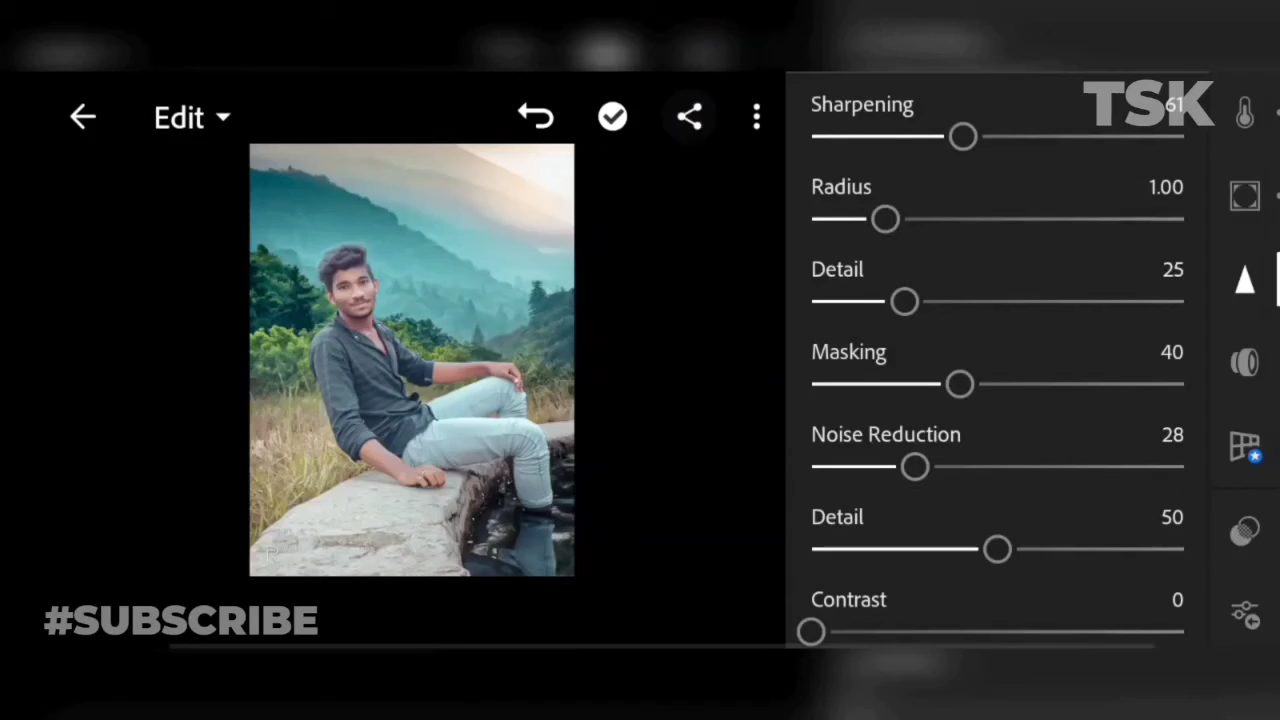 Edit
Sharpening 61
TSK
Radius 1.00
Detail 25
Masking 40
Noise Reduction 28
Detail 50
Contrast 0
#SUBSCRIBE